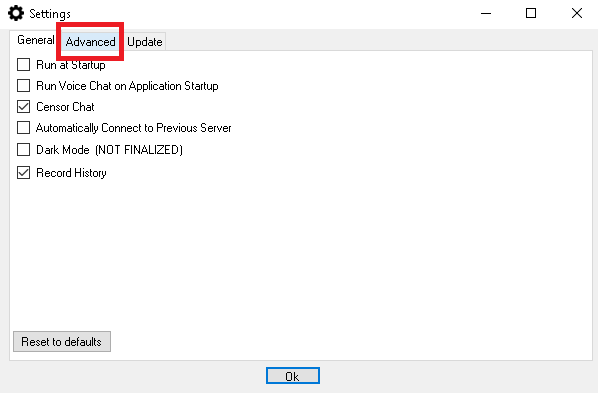 Settings
General Advanced Update
Run at Startup
Run Voice Chat on Application Startup
Censor Chat
Automatically Connect to Previous Server
Dark Mode (NOT FINALIZED)
Record History
Reset to defaults
Ok